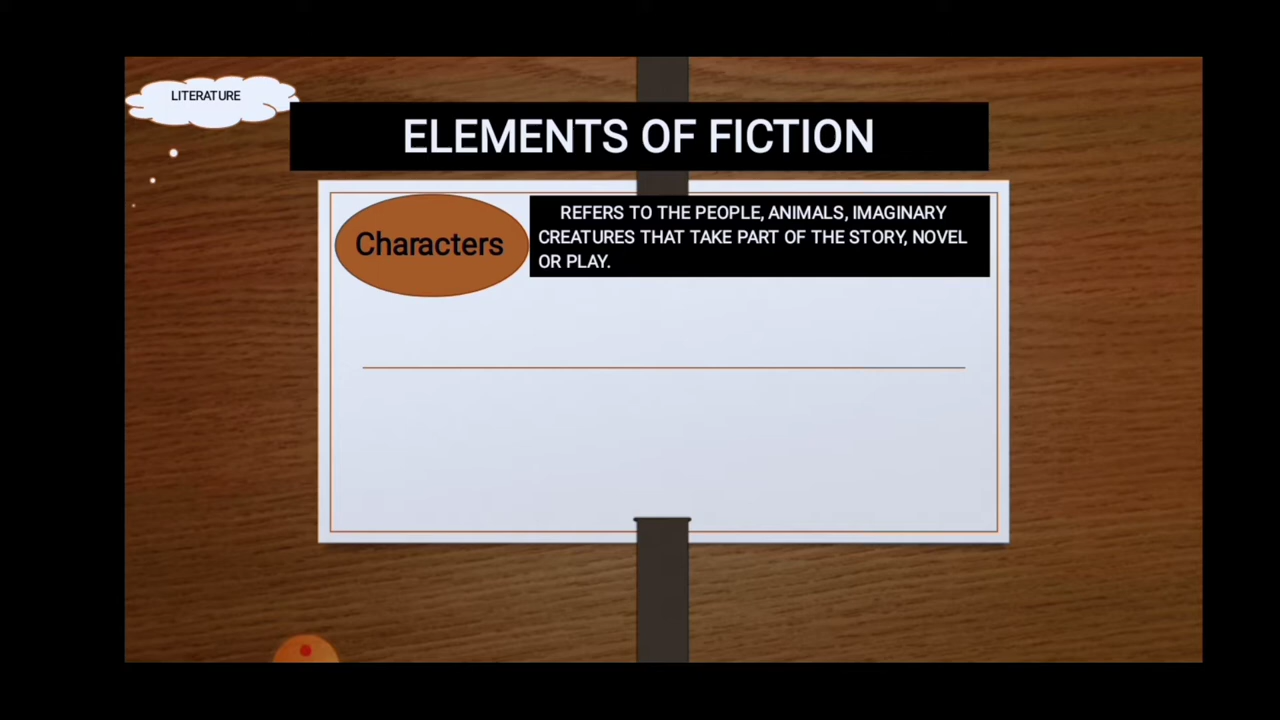 LITERATURE
ELEMENTS OF FICTION
Characters
REFERS TO THE PEOPLE, ANIMALS, IMAGINARY
CREATURES THAT TAKE PART OF THE STORY, NOVEL
OR PLAY.